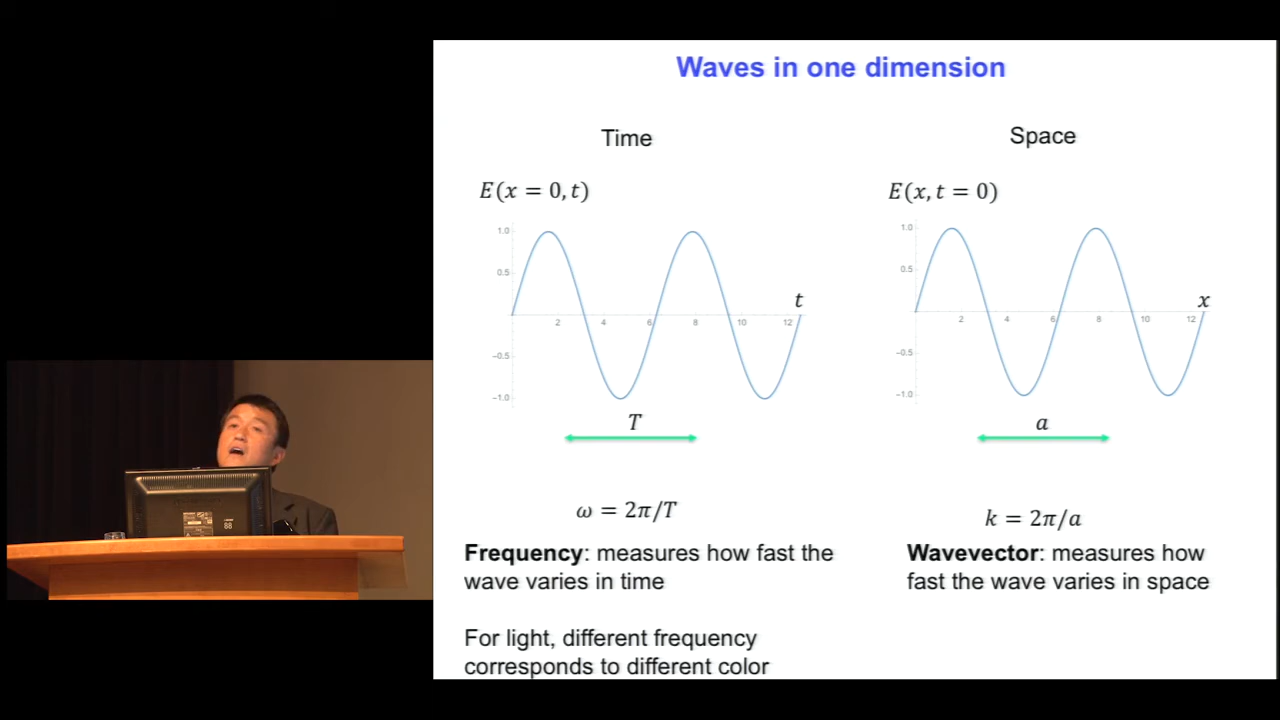 Waves in one dimension
Time
E(x = 0, t)
1.0
0.5
−0.5
−1.0
2 4 6 8 10 12
t
T
ω = 2π/T
Frequency: measures how fast the
wave varies in time
For light, different frequency
corresponds to different color
Space
E(x, t = 0)
1.0
0.5
−0.5
−1.0
2 4 6 8 10 12
x
a
k = 2π/a
Wavevector: measures how
fast the wave varies in space
88